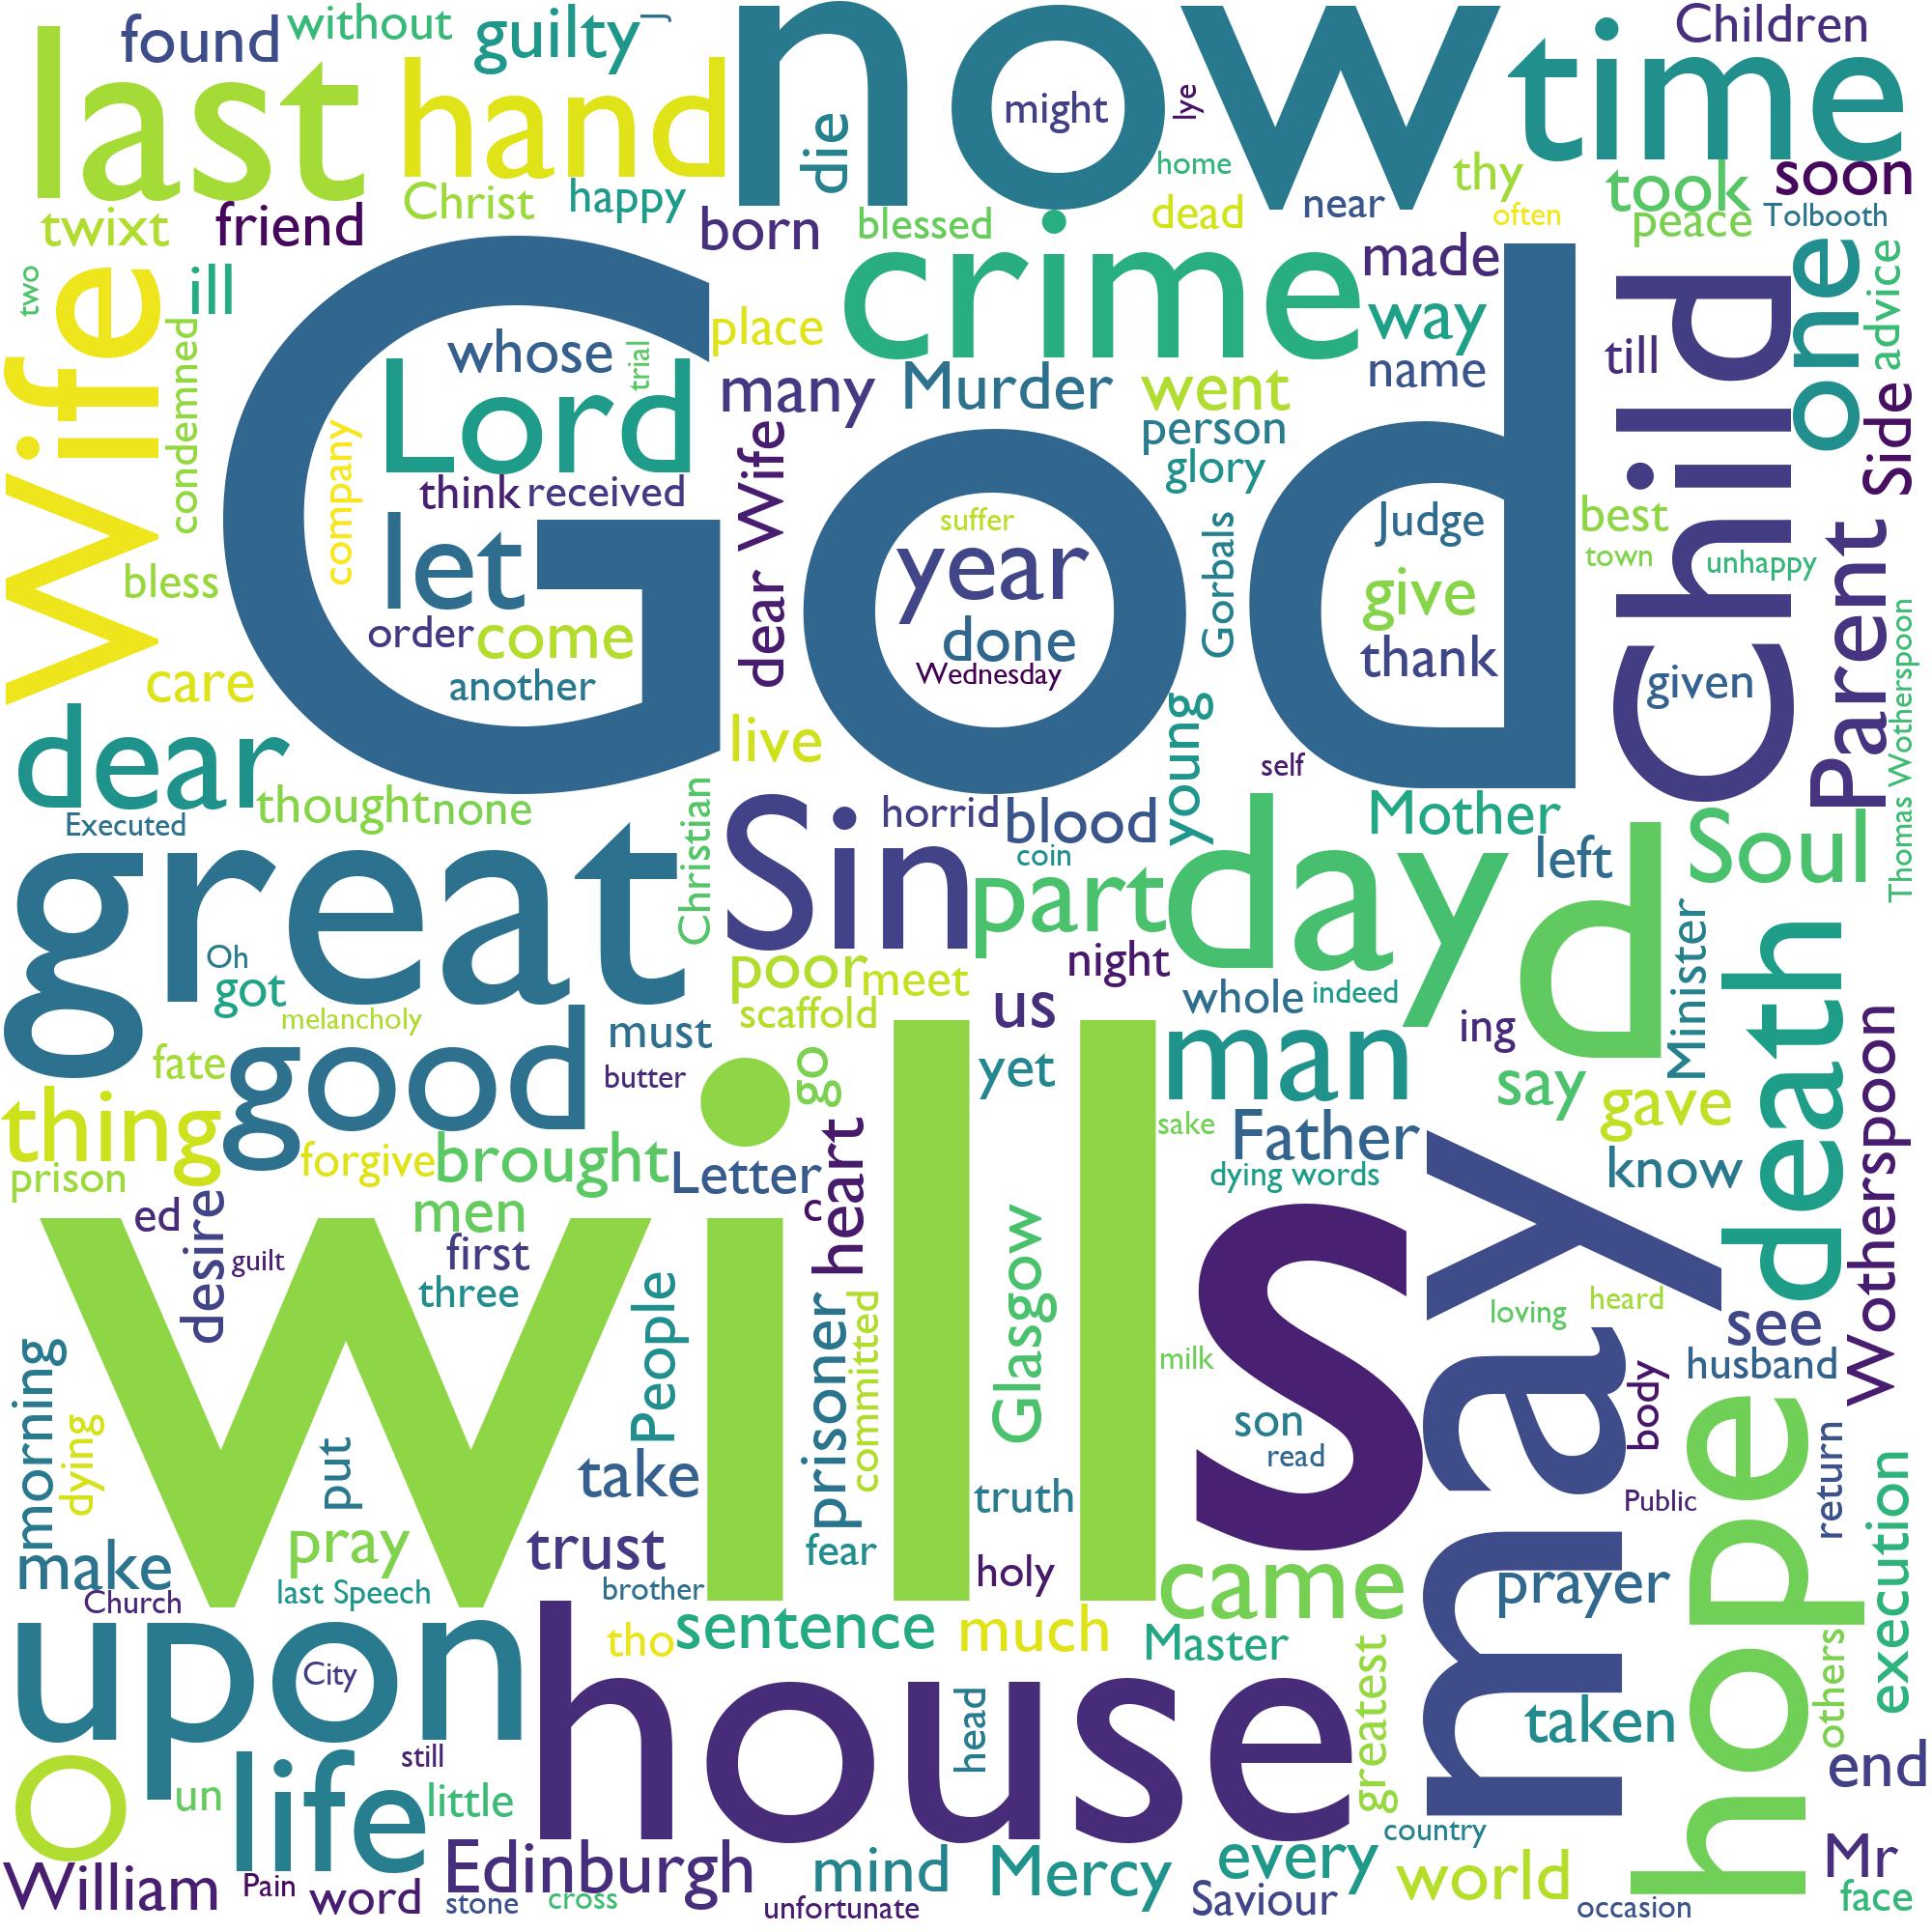 found
without
guilty
last
hand
now
might
die
lye
time
Children
twixt
friend
Christ
happy
born
blessed
home
dead
near
thy
often
took
soon
peace
Tolbooth
two
Wife
ill
condemned
God
whose
trial
Lord
company
think
received
let
order
come
another
place
many
dear Wife
crime
Murder
went
person
glory
made
way
name
suffer
year
done
Wednesday
Gorbals
Judge
give
thank
Child
till
one
advice
Side
best
town
unhappy
Parent
given
Thomas Wotherspoon
bless
care
dear
thought
none
Executed
live
young
self
great
Christian
Sin
horrid
blood
coin
part
day
Mother
left
Soul
d
Oh
got
melancholy
poor
meet
scaffold
night
us
whole
indeed
ing
Minister
death
fate
good
must
butter
go
yet
man
say
gave
thing
prison
forgive
brought
Letter
sake
Father
dying words
know
Wotherspoon
ed
desire
guilt
men
first
three
c
heart
will
People
prisoner
committed
Glasgow
milk
S
son
read
may
loving
heard
see
husband
body
Public
return
hope
execution
morning
dying
put
pray
take
trust
fear
truth
holy
make
Church
last Speech
brother
came
prayer
tho
sentence
much
Master
greatest
taken
others
upon
City
house
head
end
o
un
life
still
little
country
William
Pain
word
Edinburgh
stone
cross
mind
unfortunate
Mercy
Saviour
every
world
occasion
Mr
face